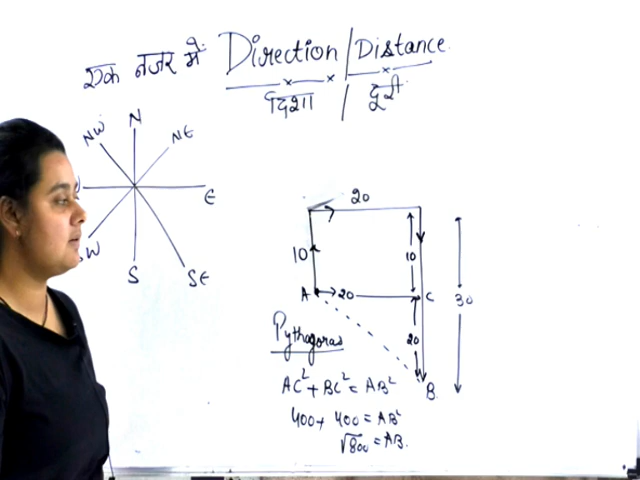 एक नजर में Direction / Distance
दिशा / दूरी
N
NW NE
E
SW
S SE
20
10 10
A 20 C 30
20
Pythagoras
B
AC² + BC² = AB²
400 + 400 = AB²
√800 = AB.